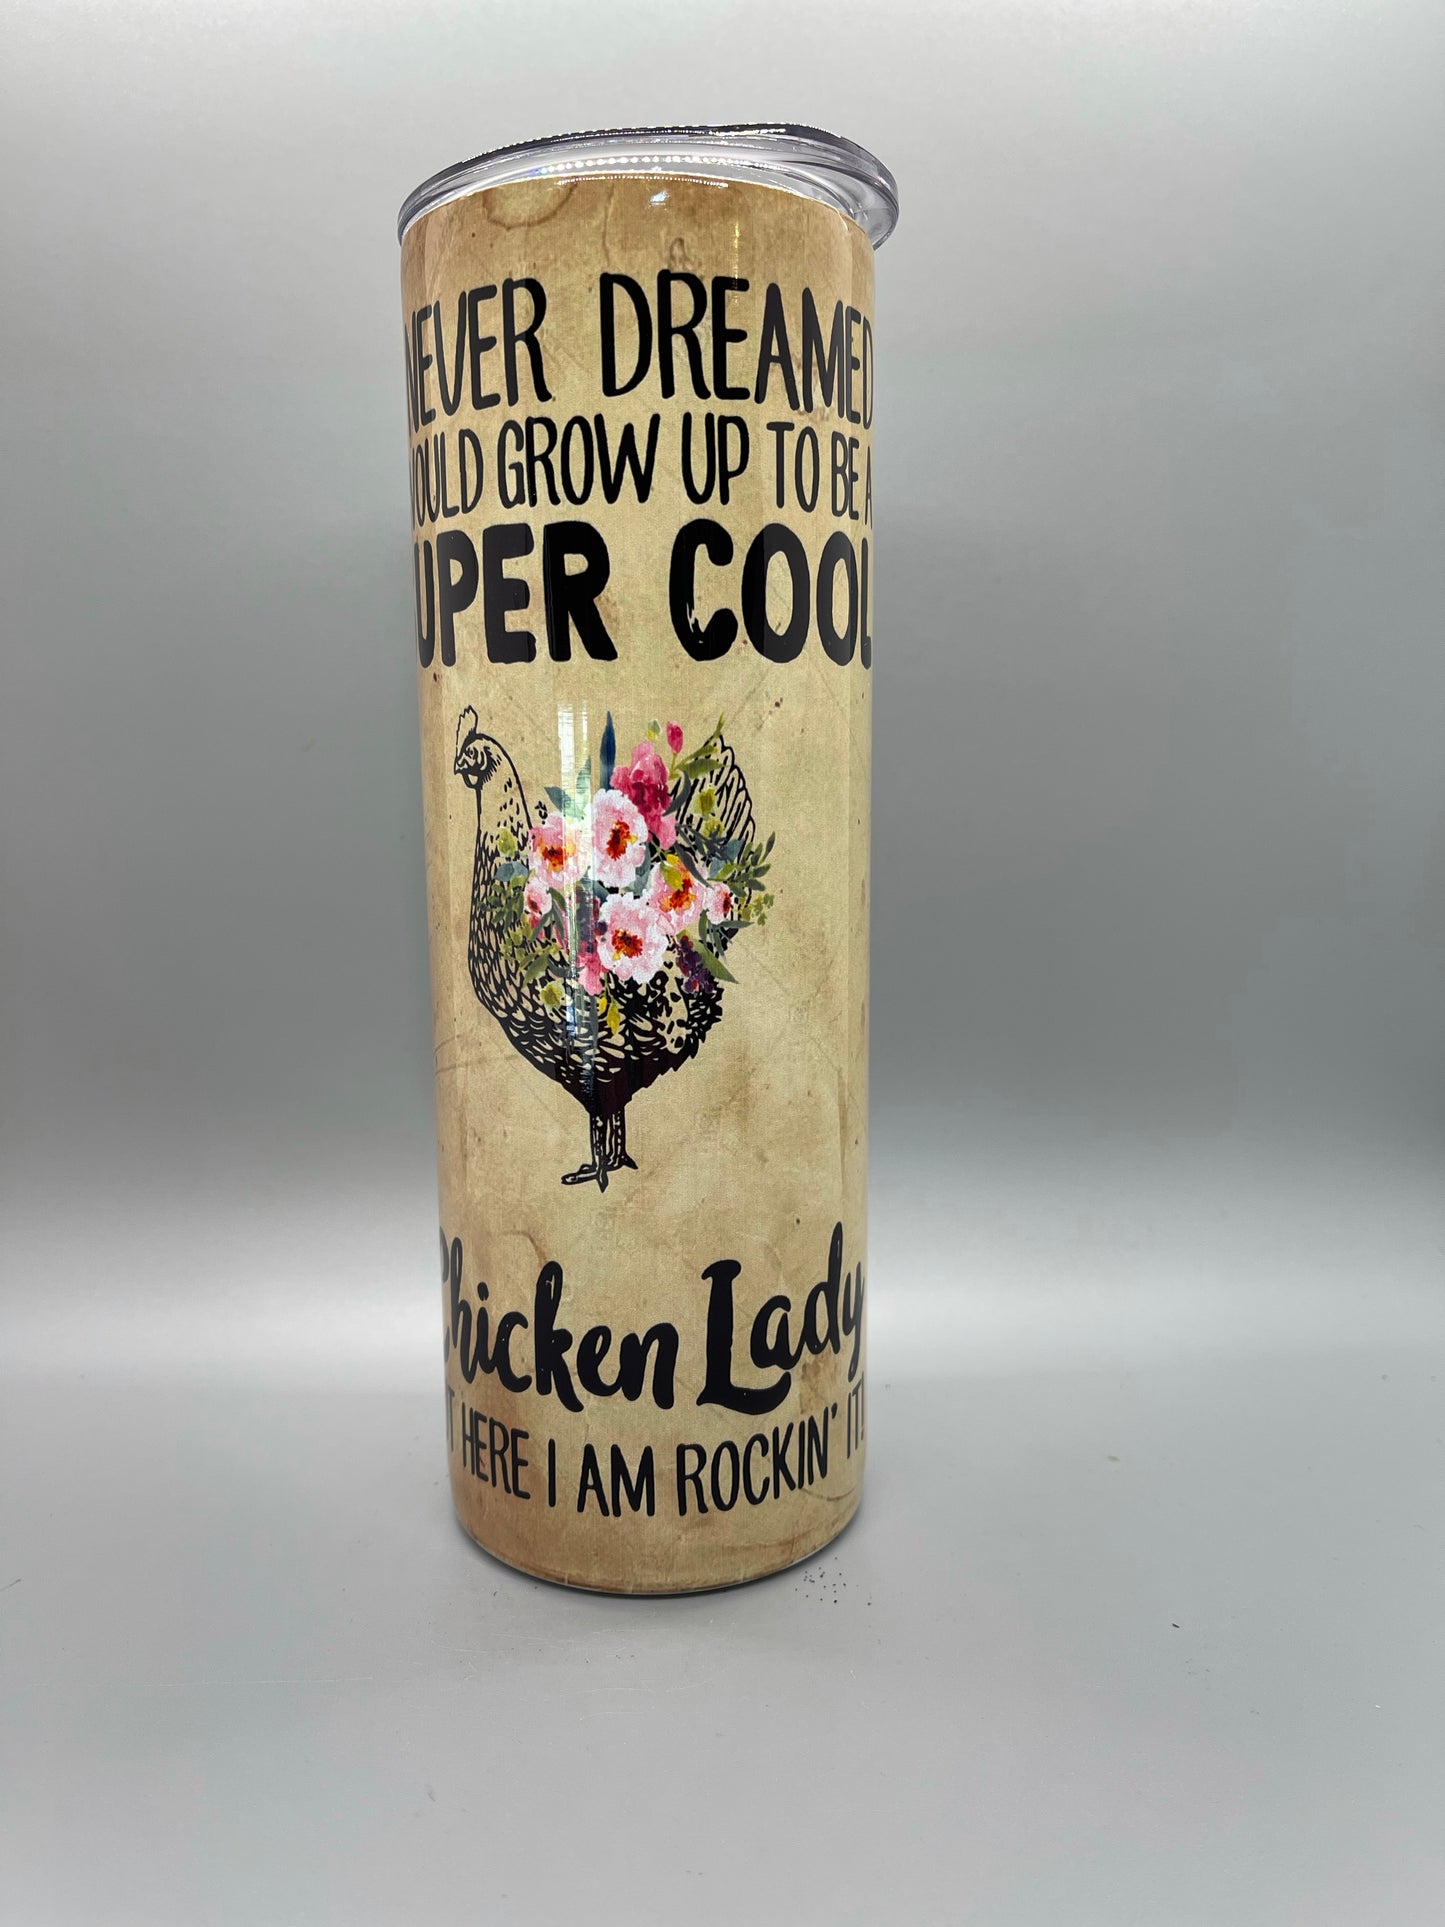 NEVER DREAMED
OULD GROW UP TO BE A
UPER COOL
Chicken Lady
T HERE I AM ROCKIN' IT!